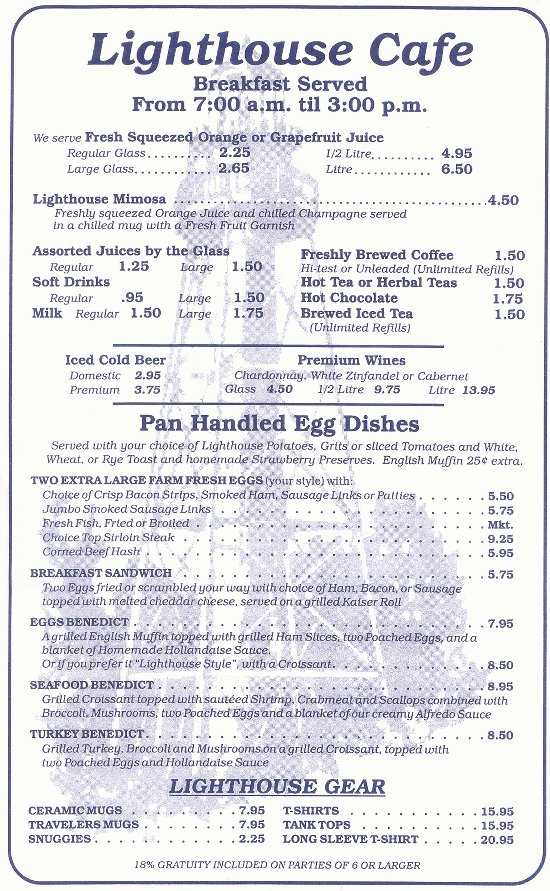 Lighthouse Cafe
Breakfast Served
From 7:00 a.m. til 3:00 p.m.
We serve Fresh Squeezed Orange or Grapefruit Juice
Regular Glass.......... 2.25 1/2 Litre.......... 4.95
Large Glass............ 2.65 Litre............. 6.50
Lighthouse Mimosa ..........................................4.50
Freshly squeezed Orange Juice and chilled Champagne served
in a chilled mug with a Fresh Fruit Garnish
Assorted Juices by the Glass
Regular 1.25 Large 1.50
Soft Drinks
Regular .95 Large 1.50
Milk Regular 1.50 Large 1.75
Freshly Brewed Coffee 1.50
Hi-test or Unleaded (Unlimited Refills)
Hot Tea or Herbal Teas 1.50
Hot Chocolate 1.75
Brewed Iced Tea 1.50
(Unlimited Refills)
Iced Cold Beer
Domestic 2.95
Premium 3.75
Premium Wines
Chardonnay, White Zinfandel or Cabernet
Glass 4.50 1/2 Litre 9.75 Litre 13.95
Pan Handled Egg Dishes
Served with your choice of Lighthouse Potatoes, Grits or sliced Tomatoes and White,
Wheat, or Rye Toast and homemade Strawberry Preserves. English Muffin 25¢ extra.
TWO EXTRA LARGE FARM FRESH EGGS (your style) with:
Choice of Crisp Bacon Strips, Smoked Ham, Sausage Links or Patties . . . . . . . 5.50
Jumbo Smoked Sausage Links . . . . . . . . . . . . . . . . . . . . 5.75
Fresh Fish, Fried or Broiled . . . . . . . . . . . . . . . . . . . . . Mkt.
Choice Top Sirloin Steak . . . . . . . . . . . . . . . . . . . . . . 9.25
Corned Beef Hash . . . . . . . . . . . . . . . . . . . . . . . . . 5.95
BREAKFAST SANDWICH . . . . . . . . . . . . . . . . . . . . . . 5.75
Two Eggs fried or scrambled your way with choice of Ham, Bacon, or Sausage
topped with melted cheddar cheese, served on a grilled Kaiser Roll
EGGS BENEDICT . . . . . . . . . . . . . . . . . . . . . . . . . . 7.95
A grilled English Muffin topped with grilled Ham Slices, two Poached Eggs, and a
blanket of Homemade Hollandaise Sauce.
Or if you prefer it "Lighthouse Style", with a Croissant. . . . . . . . . . . . 8.50
SEAFOOD BENEDICT . . . . . . . . . . . . . . . . . . . . . . . . 8.95
Grilled Croissant topped with sautéed Shrimp, Crabmeat and Scallops combined with
Broccoli, Mushrooms, two Poached Eggs and a blanket of our creamy Alfredo Sauce
TURKEY BENEDICT. . . . . . . . . . . . . . . . . . . . . . . . . 8.50
Grilled Turkey, Broccoli and Mushrooms on a grilled Croissant, topped with
two Poached Eggs and Hollandaise Sauce
LIGHTHOUSE GEAR
CERAMIC MUGS . . . . . . . . . . 7.95 T-SHIRTS . . . . . . . . . . . 15.95
TRAVELERS MUGS . . . . . . . . 7.95 TANK TOPS . . . . . . . . . . 15.95
SNUGGIES . . . . . . . . . . . . 2.25 LONG SLEEVE T-SHIRT . . . . . 20.95
18% GRATUITY INCLUDED ON PARTIES OF 6 OR LARGER